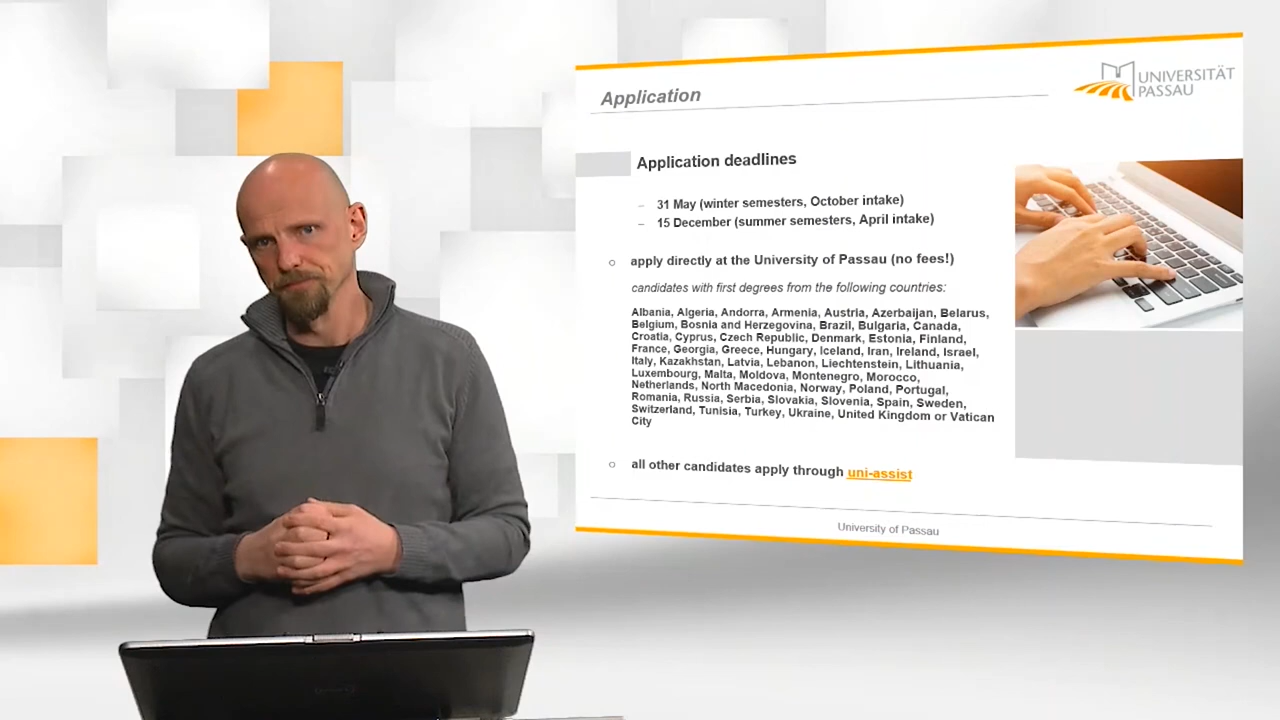 Application
UNIVERSITÄT
PASSAU
Application deadlines
– 31 May (winter semesters, October intake)
– 15 December (summer semesters, April intake)
○ apply directly at the University of Passau (no fees!)
candidates with first degrees from the following countries:
Albania, Algeria, Andorra, Armenia, Austria, Azerbaijan, Belarus,
Belgium, Bosnia and Herzegovina, Brazil, Bulgaria, Canada,
Croatia, Cyprus, Czech Republic, Denmark, Estonia, Finland,
France, Georgia, Greece, Hungary, Iceland, Iran, Ireland, Israel,
Italy, Kazakhstan, Latvia, Lebanon, Liechtenstein, Lithuania,
Luxembourg, Malta, Moldova, Montenegro, Morocco,
Netherlands, North Macedonia, Norway, Poland, Portugal,
Romania, Russia, Serbia, Slovakia, Slovenia, Spain, Sweden,
Switzerland, Tunisia, Turkey, Ukraine, United Kingdom or Vatican
City
○ all other candidates apply through uni-assist
University of Passau